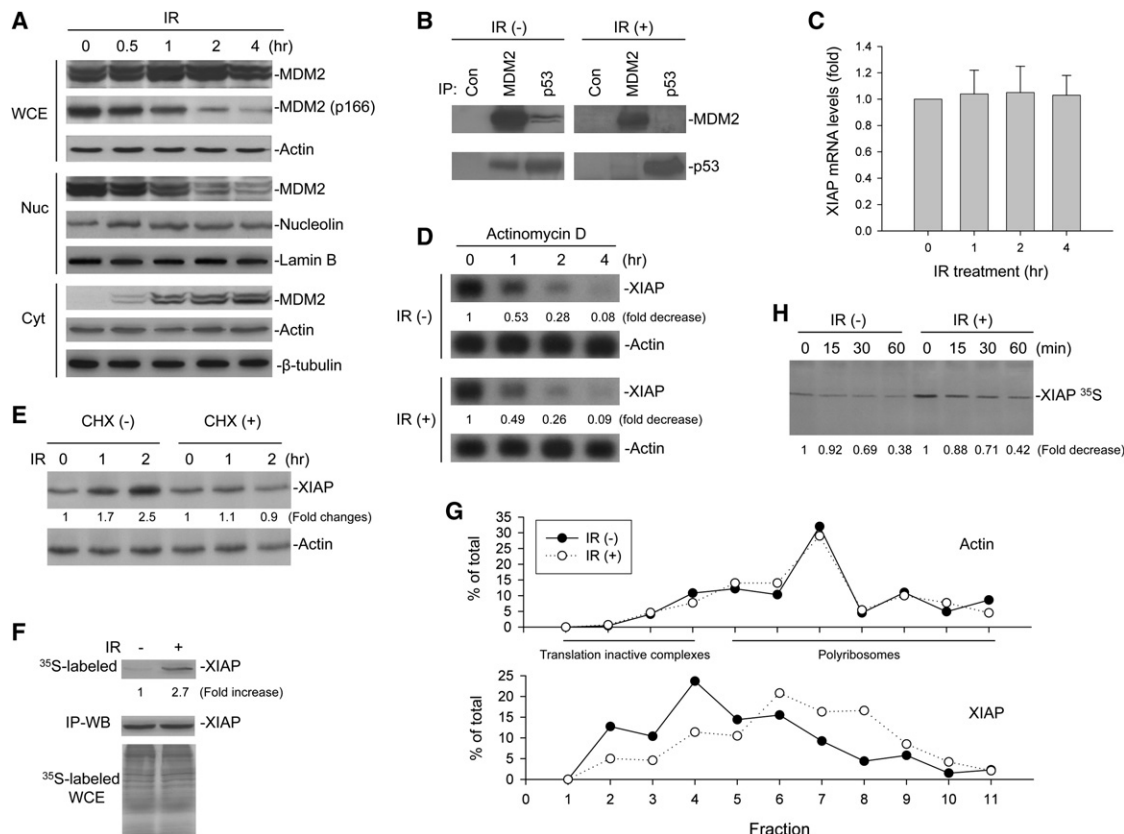 A
IR
0 0.5 1 2 4 (hr)
WCE
-MDM2
-MDM2 (p166)
-Actin
Nuc
-MDM2
-Nucleolin
-Lamin B
Cyt
-MDM2
-Actin
-β-tubulin
B
IR (-) IR (+)
IP: Con MDM2 p53 Con MDM2 p53
-MDM2
-p53
C
XIAP mRNA levels (fold)
1.4
1.2
1.0
0.8
0.6
0.4
0.2
0.0
0 1 2 4
IR treatment (hr)
D
Actinomycin D
0 1 2 4 (hr)
IR (-)
-XIAP
1 0.53 0.28 0.08 (fold decrease)
-Actin
IR (+)
-XIAP
1 0.49 0.26 0.09 (fold decrease)
-Actin
E
CHX (-) CHX (+)
IR 0 1 2 0 1 2 (hr)
-XIAP
1 1.7 2.5 1 1.1 0.9 (Fold changes)
-Actin
F
IR - +
³⁵S-labeled -XIAP
1 2.7 (Fold increase)
IP-WB -XIAP
³⁵S-labeled
WCE
H
IR (-) IR (+)
0 15 30 60 0 15 30 60 (min)
-XIAP ³⁵S
1 0.92 0.69 0.38 1 0.88 0.71 0.42 (Fold decrease)
G
% of total
35
30
25
20
15
10
5
0
IR (-)
IR (+)
Actin
Translation inactive complexes Polyribosomes
% of total
25
20
15
10
5
0
XIAP
1 2 3 4 5 6 7 8 9 10 11
Fraction